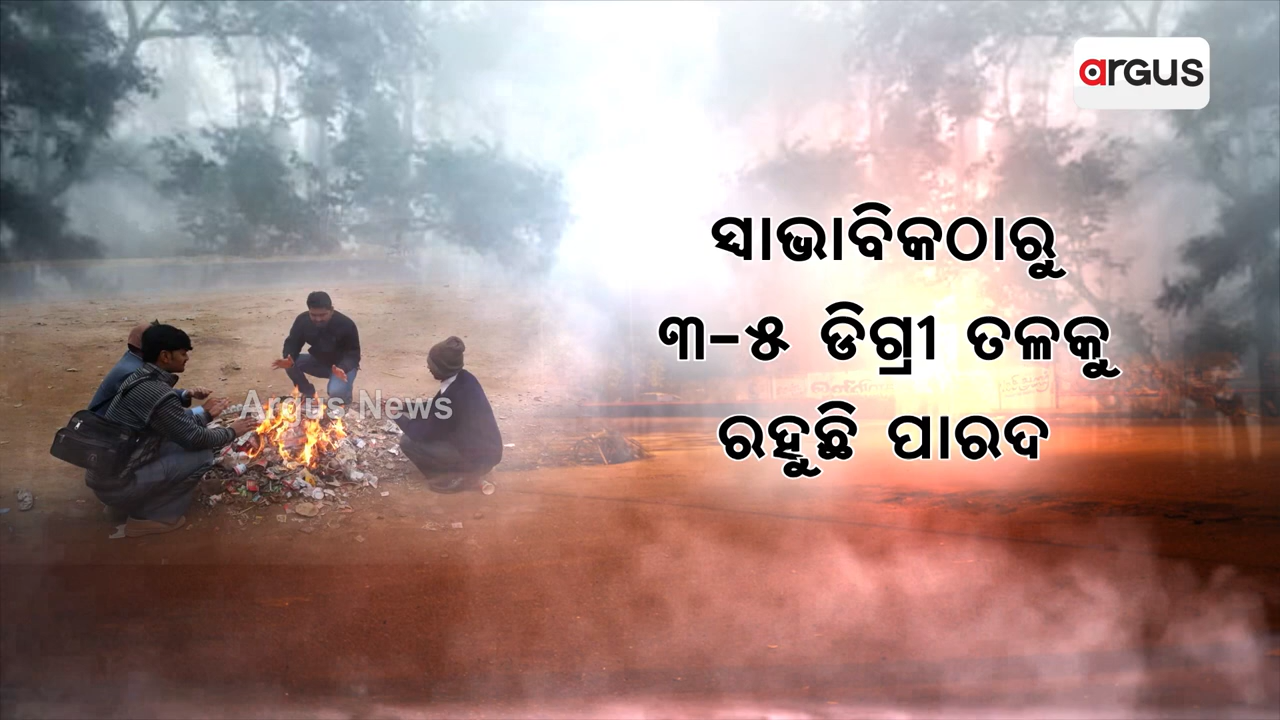 argus
ସ୍ୱାଭାବିକଠାରୁ
୩-୫ ଡିଗ୍ରୀ ତଳକୁ
ରହୁଛି ପାରଦ
Argus News